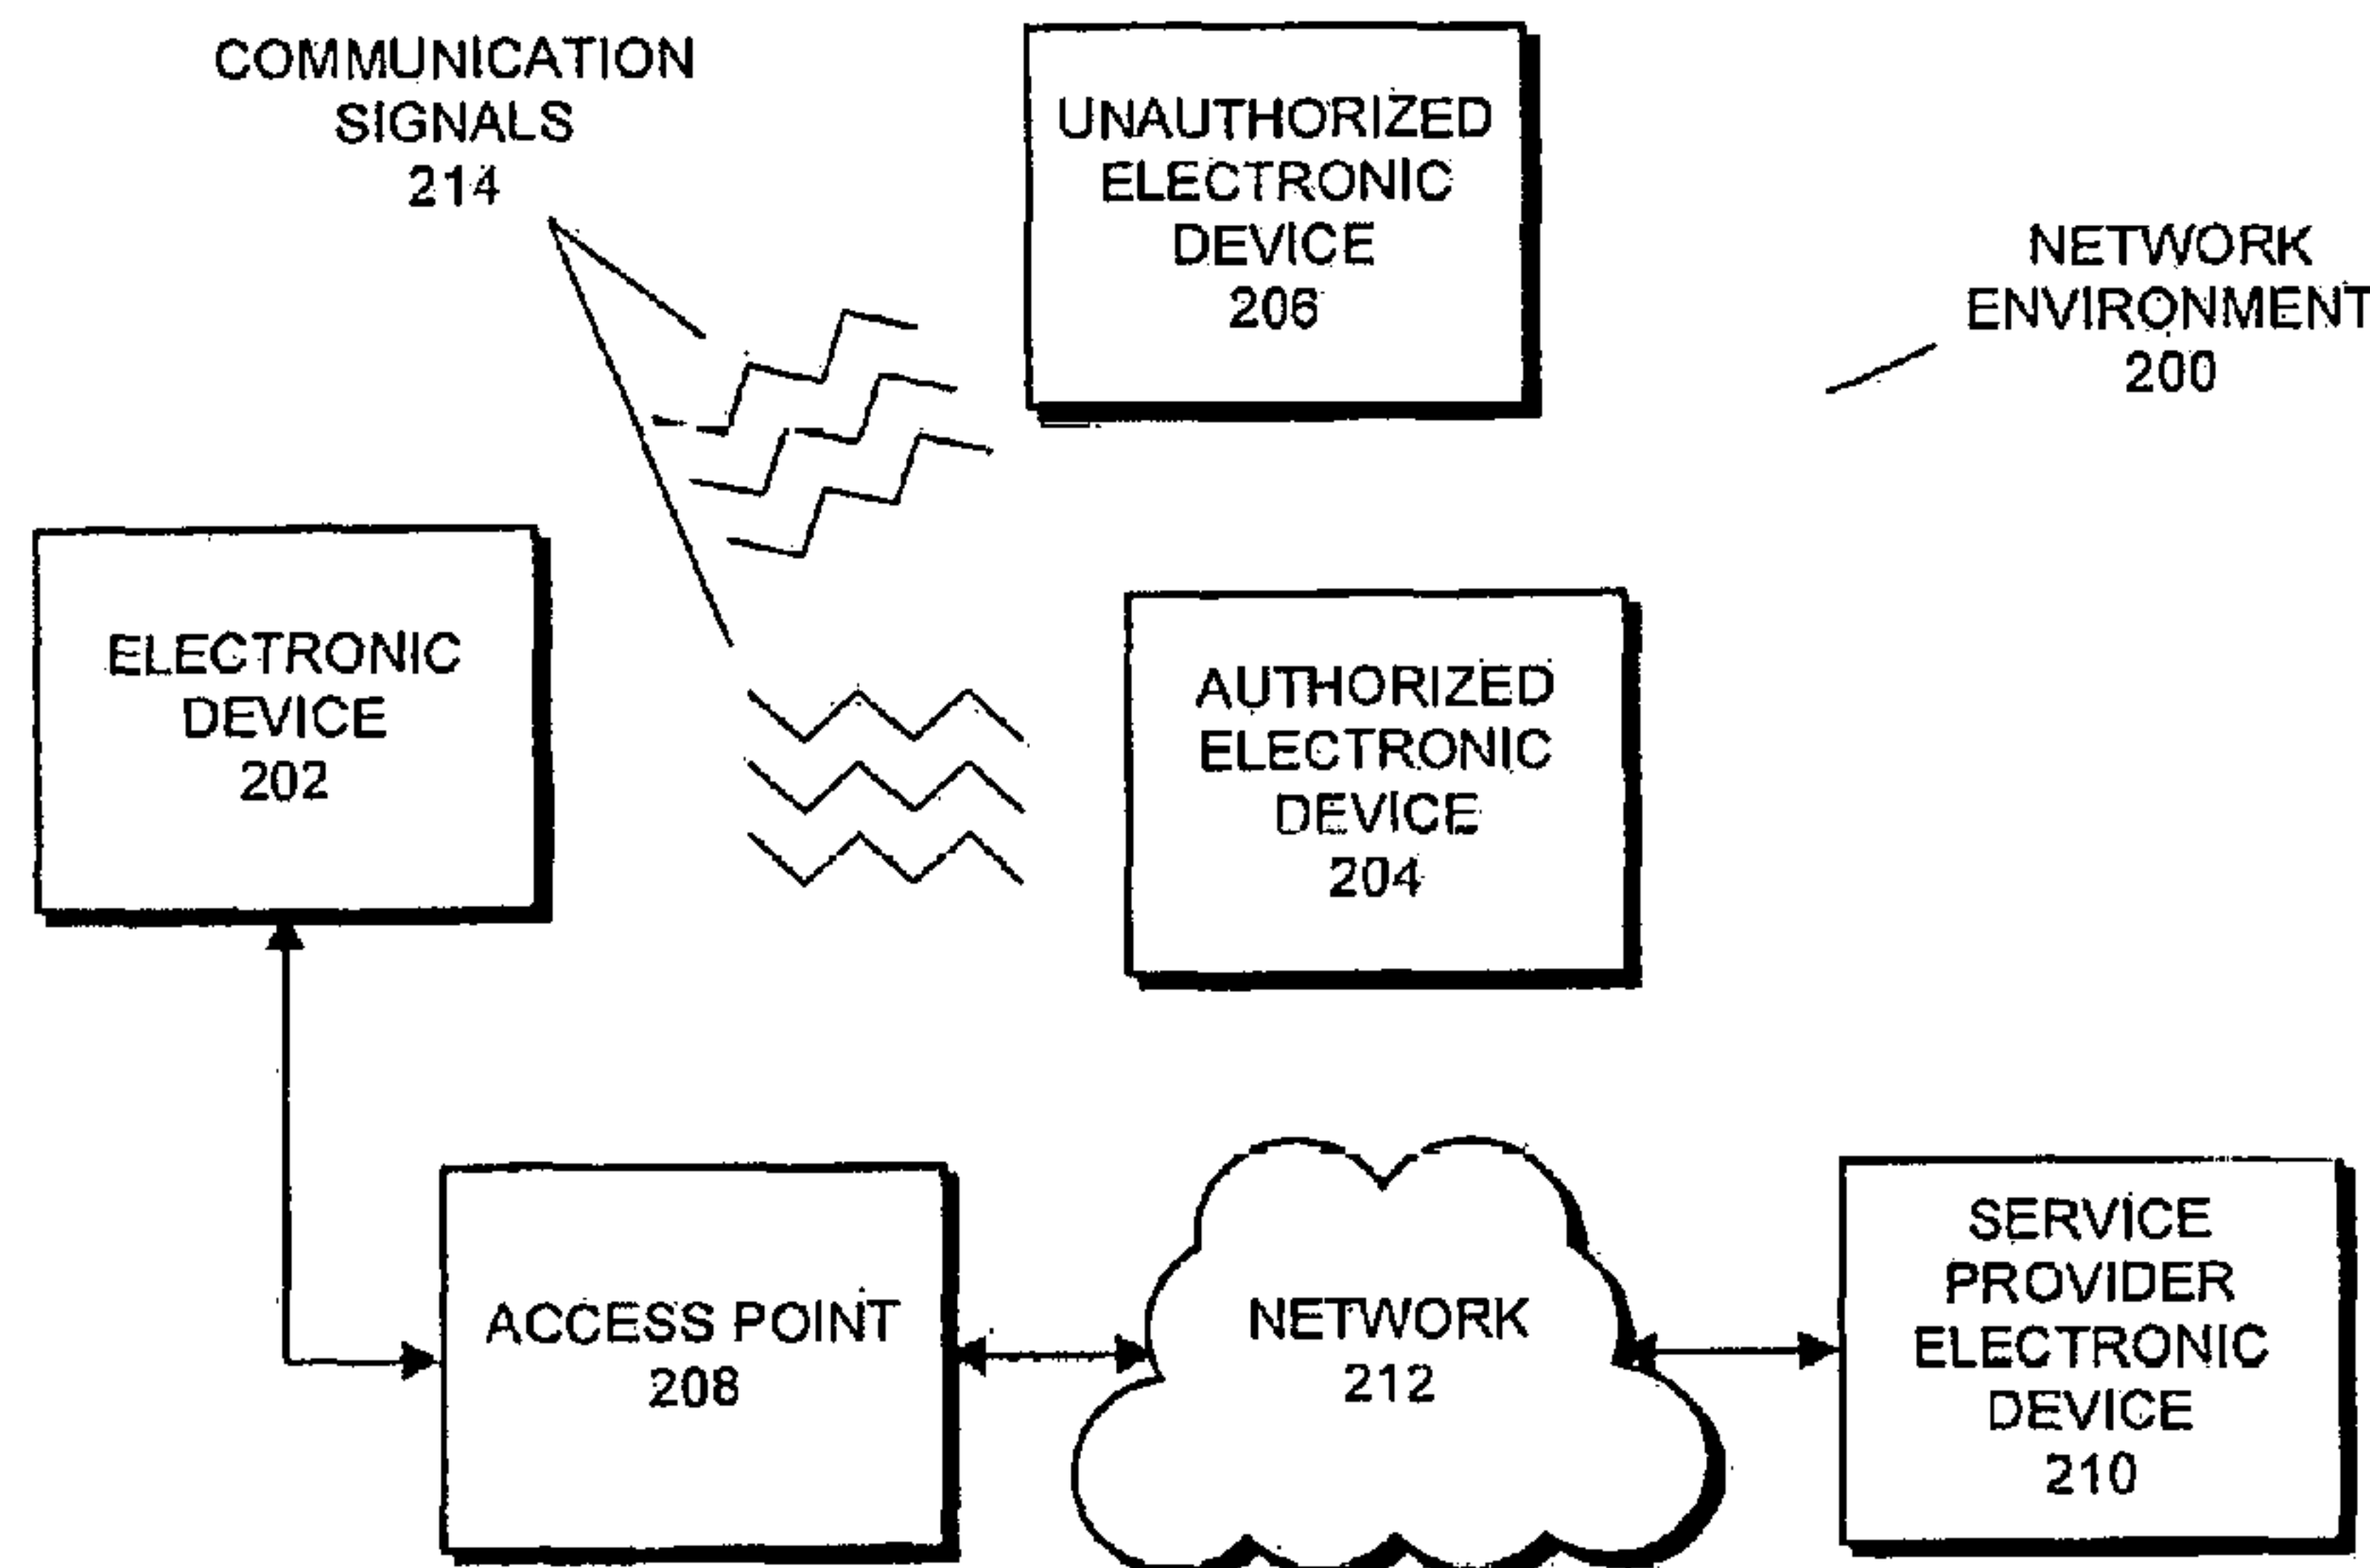 COMMUNICATION
SIGNALS
214
UNAUTHORIZED
ELECTRONIC
DEVICE
206
NETWORK
ENVIRONMENT
200
ELECTRONIC
DEVICE
202
AUTHORIZED
ELECTRONIC
DEVICE
204
ACCESS POINT
208
NETWORK
212
SERVICE
PROVIDER
ELECTRONIC
DEVICE
210